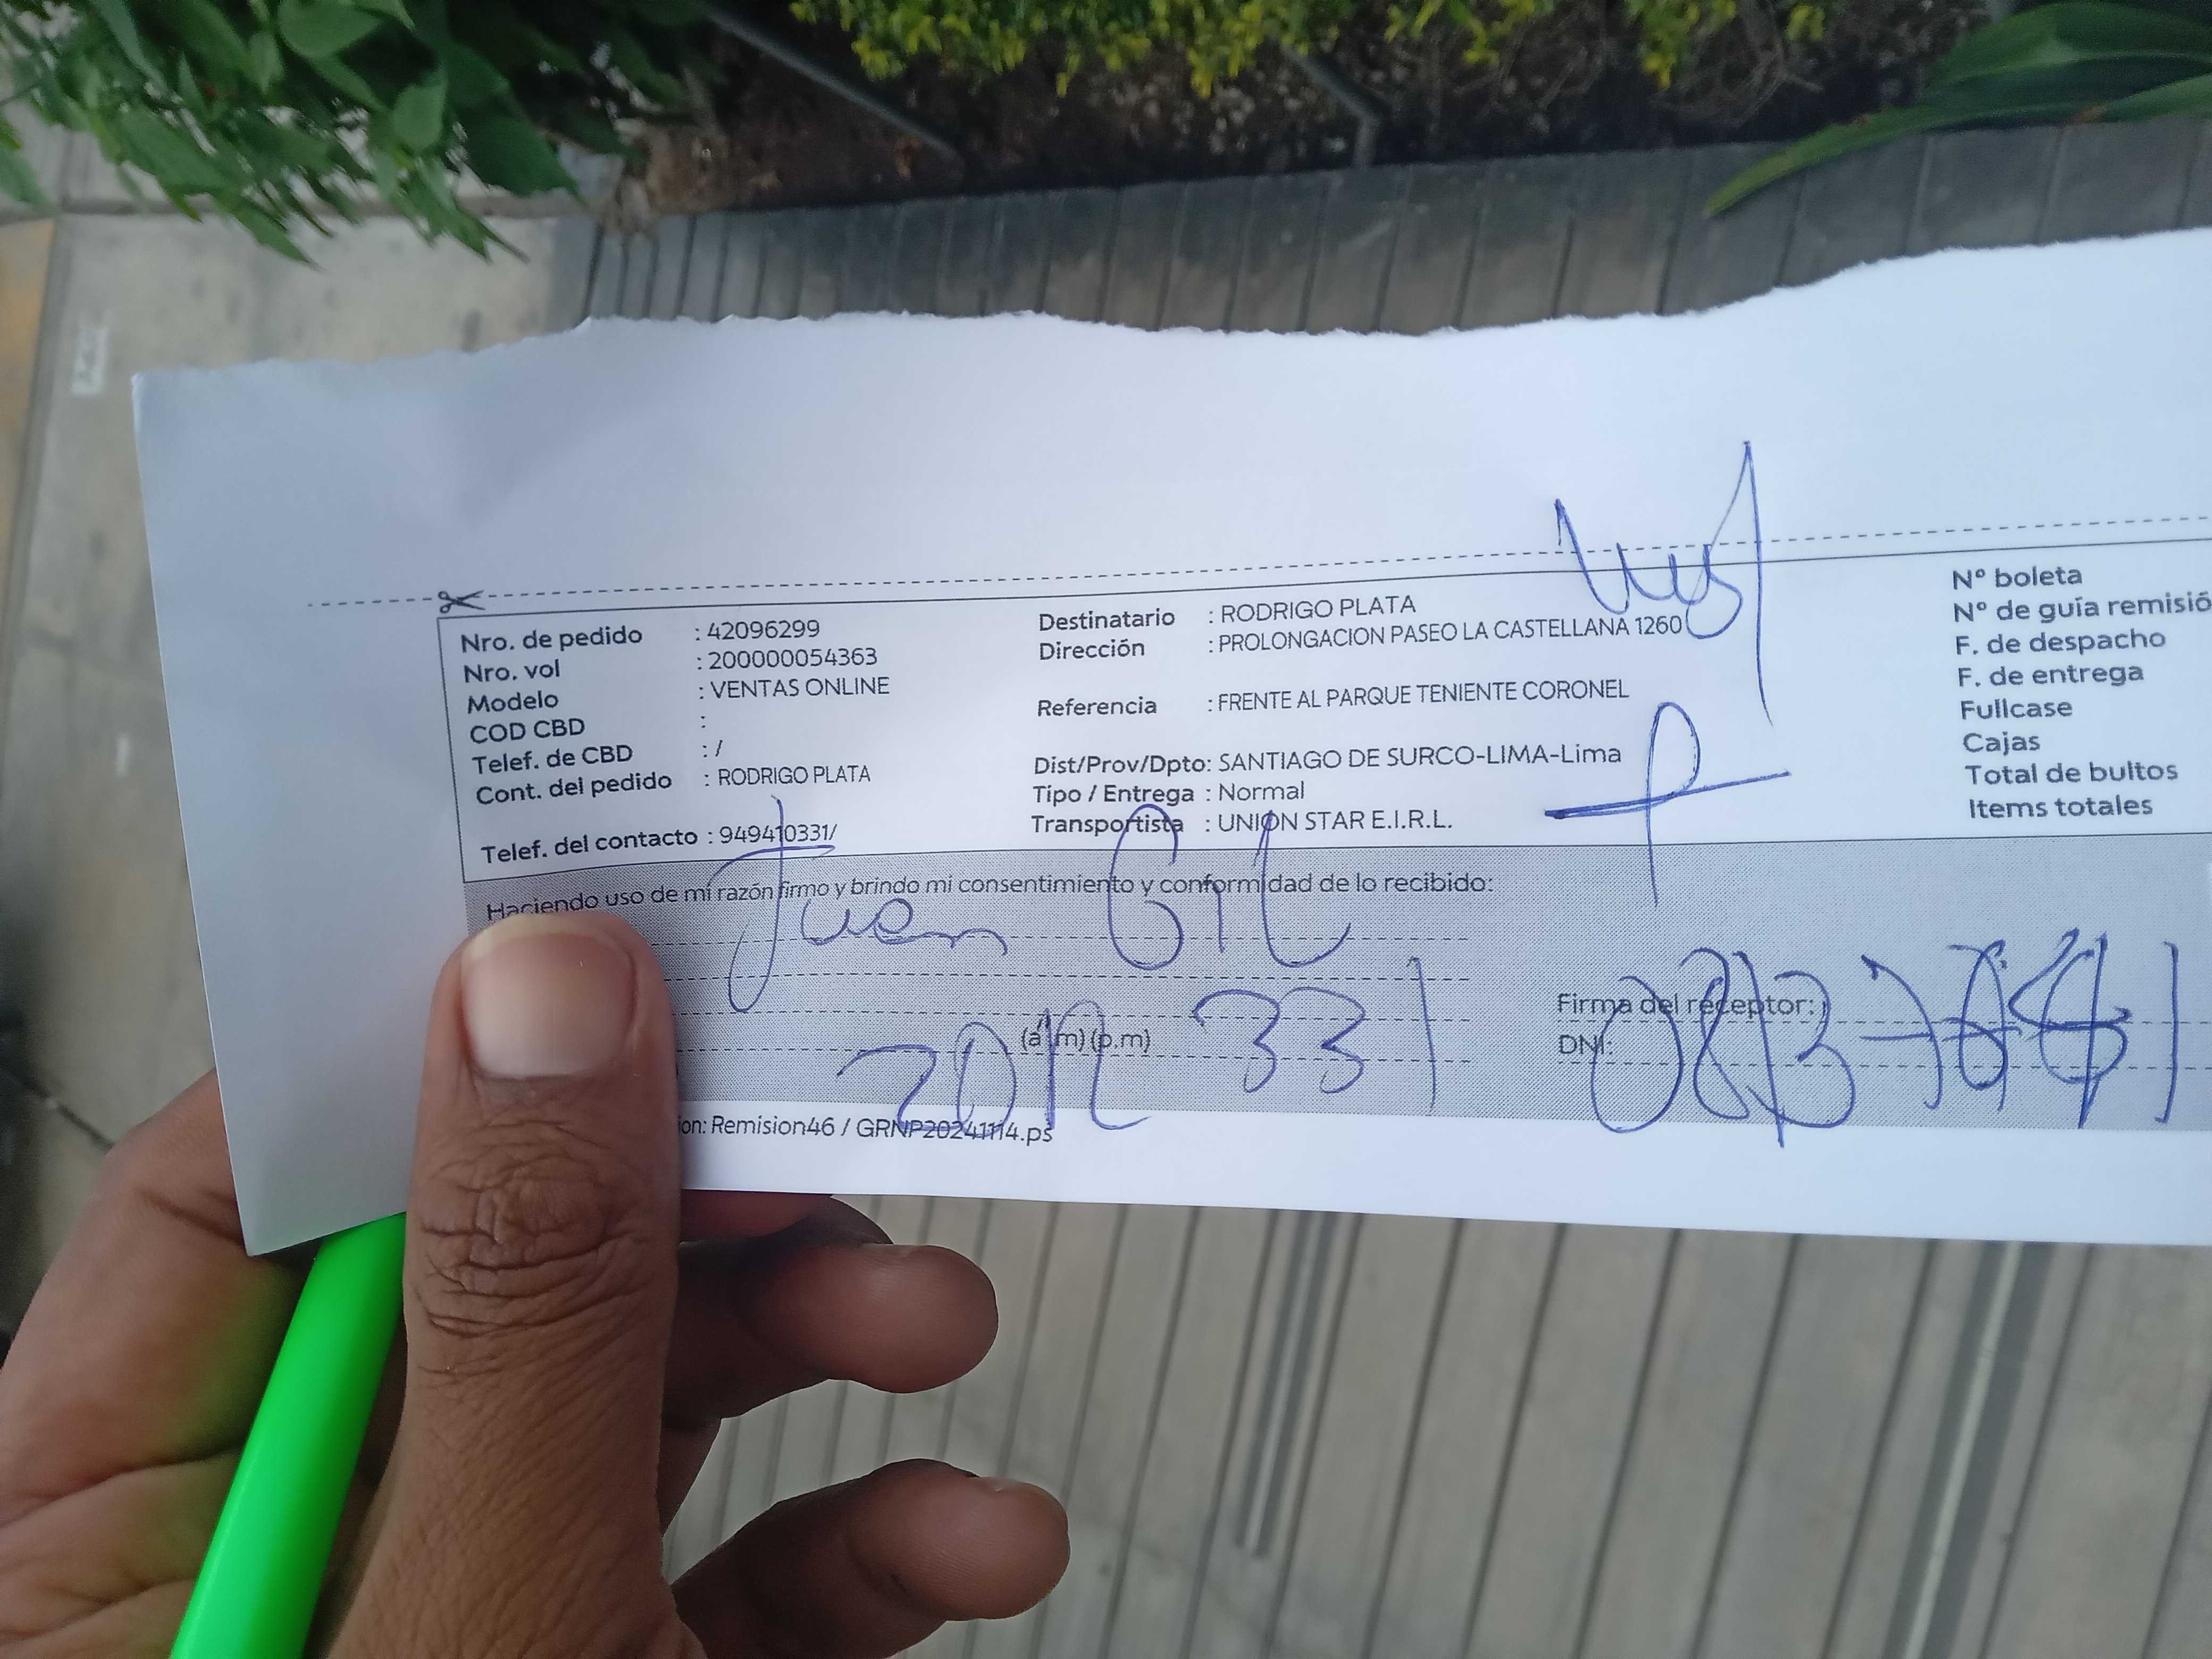 Nro. de pedido : 42096299
Nro. vol : 200000054363
Modelo : VENTAS ONLINE
COD CBD :
Telef. de CBD : /
Cont. del pedido : RODRIGO PLATA
Telef. del contacto : 949410331/
Destinatario : RODRIGO PLATA
Dirección : PROLONGACION PASEO LA CASTELLANA 1260
Referencia : FRENTE AL PARQUE TENIENTE CORONEL
Dist/Prov/Dpto: SANTIAGO DE SURCO-LIMA-Lima
Tipo / Entrega : Normal
Transportista : UNION STAR E.I.R.L.
N° boleta
N° de guía remisió
F. de despacho
F. de entrega
Fullcase
Cajas
Total de bultos
Items totales
Haciendo uso de mi razón firmo y brindo mi consentimiento y conformidad de lo recibido:
Juan Gil
(a.m) (p.m)
Firma del receptor:
DNI:
ion: Remision46 / GRNP20241114.ps